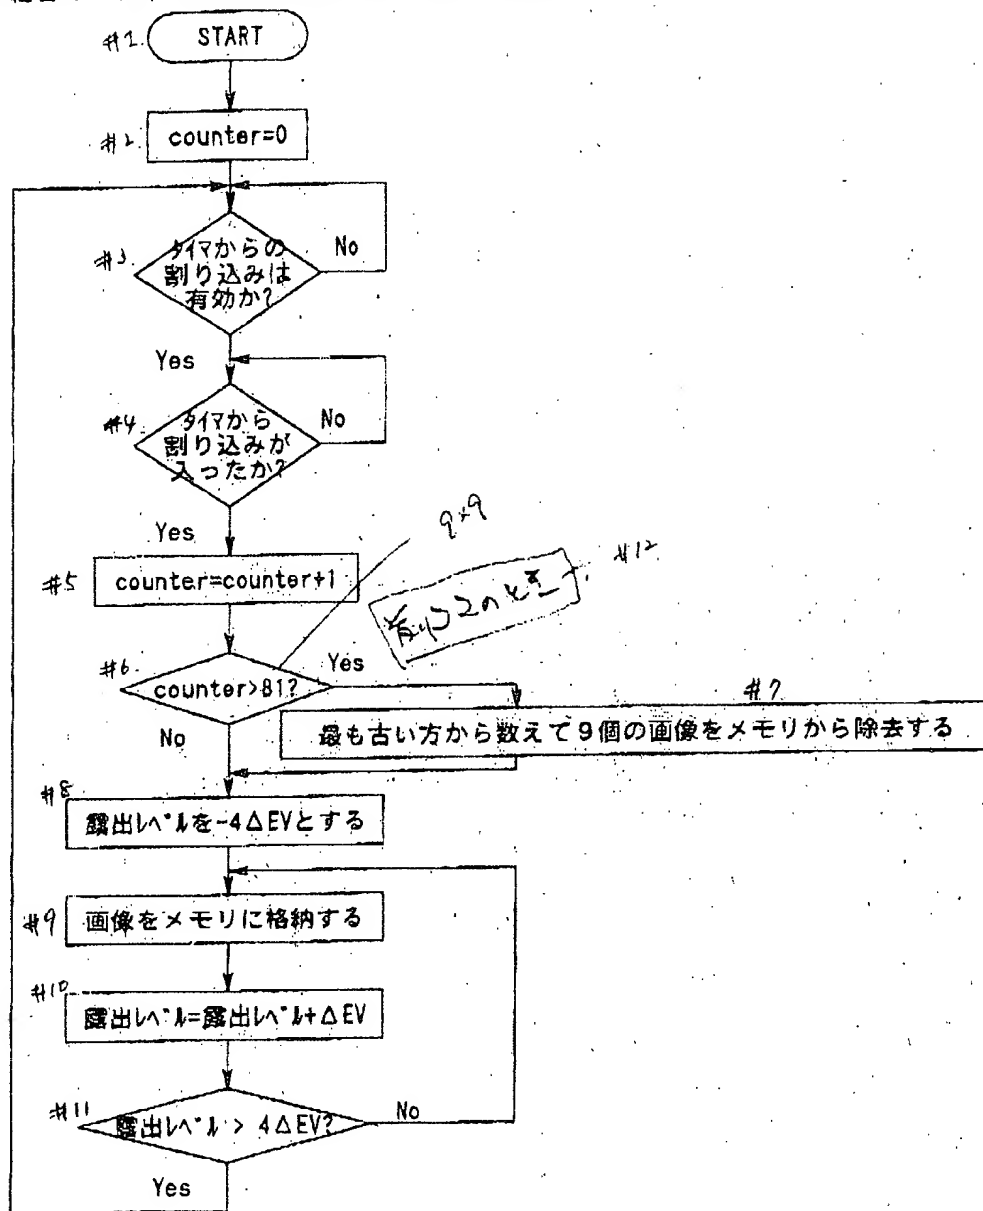 #1.
START
#2.
counter=0
#3.
タイマからの
割り込みは
有効か?
No
Yes
#4.
タイマから
割り込みが
入ったか?
No
Yes
9×9
#5
counter=counter+1
#12
#6.
counter>81?
Yes
No
#7
最も古い方から数えて9個の画像をメモリから除去する
#8
露出レベルを-4ΔEVとする
#9
画像をメモリに格納する
#10
露出レベル=露出レベル+ΔEV
#11
露出レベル > 4ΔEV?
No
Yes